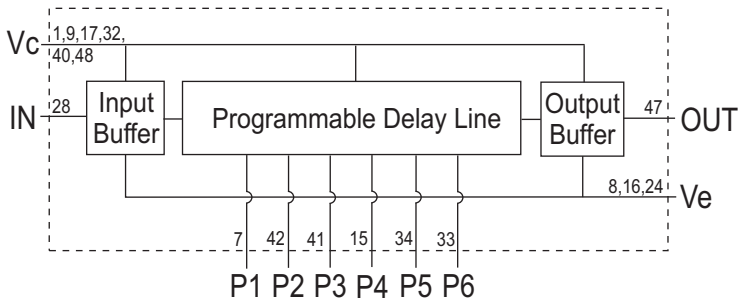 Vc
1,9,17,32,
40,48
IN
28
Input
Buffer
Programmable Delay Line
Output
Buffer
47
OUT
8,16,24
Ve
7
42
41
15
34
33
P1
P2
P3
P4
P5
P6